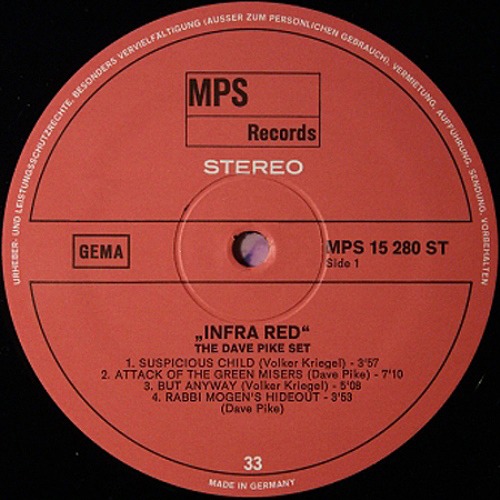 URHEBER- UND LEISTUNGSSCHUTZRECHTE, BESONDERS VERVIELFÄLTIGUNG (AUSSER ZUM PERSÖNLICHEN GEBRAUCH), VERMIETUNG, AUFFÜHRUNG, SENDUNG, VORBEHALTEN
MPS
Records
STEREO
GEMA
MPS 15 280 ST
Side 1
„INFRA RED“
THE DAVE PIKE SET
1. SUSPICIOUS CHILD (Volker Kriegel) - 3'57
2. ATTACK OF THE GREEN MISERS (Dave Pike) - 7'10
3. BUT ANYWAY (Volker Kriegel) - 5'08
4. RABBI MOGEN'S HIDEOUT - 3'53
(Dave Pike)
33
MADE IN GERMANY